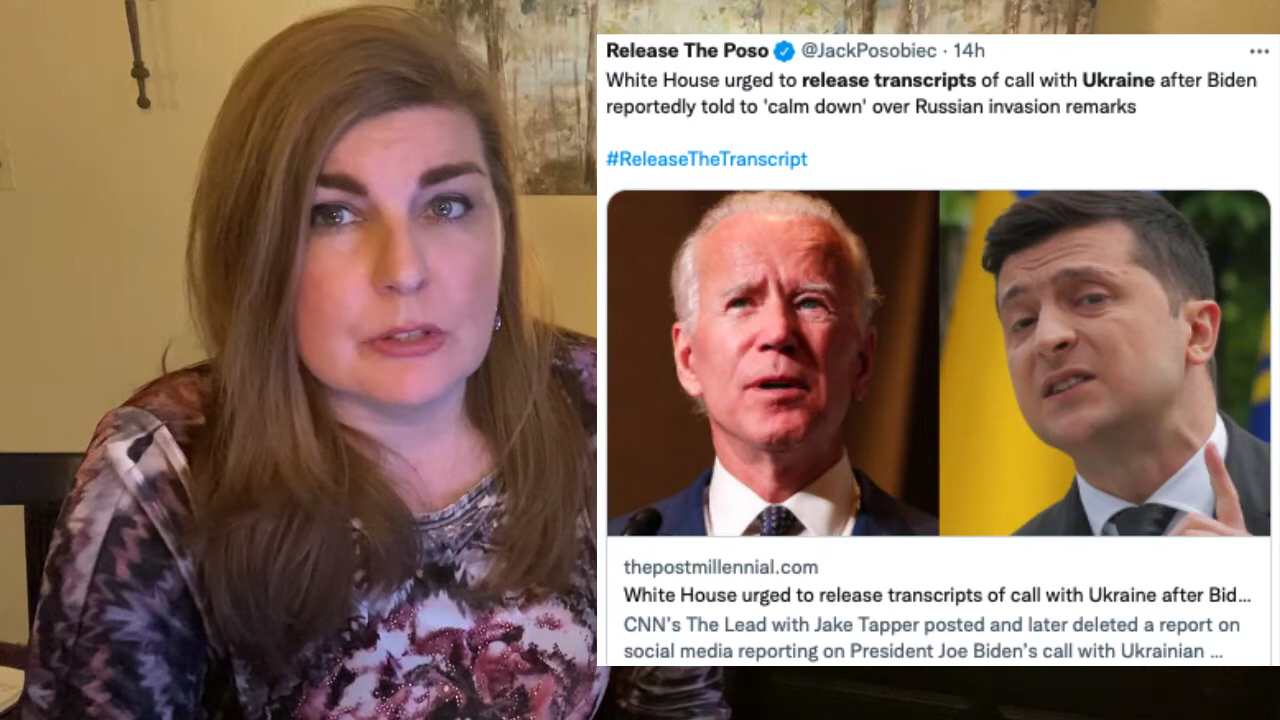 Release The Poso @JackPosobiec · 14h ...
White House urged to release transcripts of call with Ukraine after Biden
reportedly told to 'calm down' over Russian invasion remarks
#ReleaseTheTranscript
thepostmillennial.com
White House urged to release transcripts of call with Ukraine after Bid...
CNN's The Lead with Jake Tapper posted and later deleted a report on
social media reporting on President Joe Biden's call with Ukrainian ...